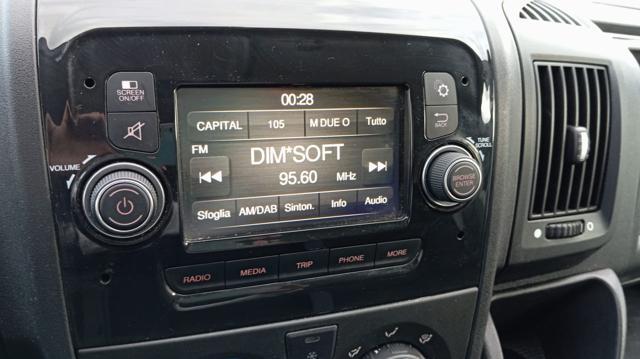 SCREEN
ON/OFF
00:28
BACK
CAPITAL 105 M DUE O Tutto
VOLUME
FM
DIM*SOFT
95.60 MHz
TUNE
SCROLL
BROWSE
ENTER
Sfoglia AM/DAB Sinton. Info Audio
RADIO MEDIA TRIP PHONE MORE